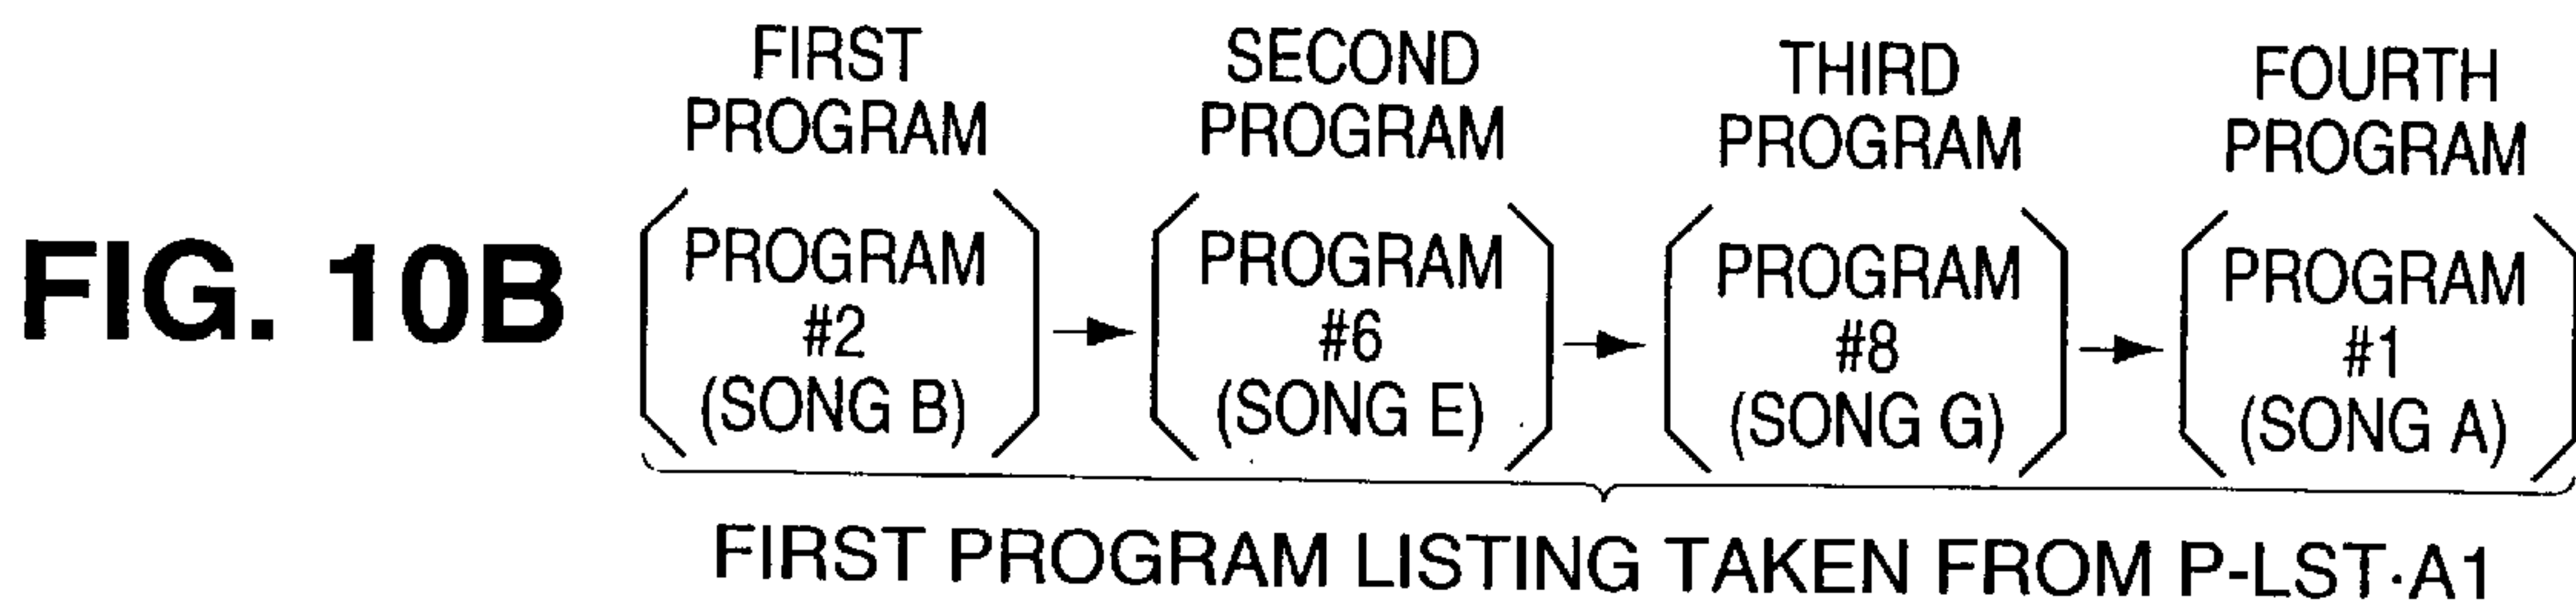 FIG. 10B
FIRST
PROGRAM
PROGRAM
#2
(SONG B)
SECOND
PROGRAM
PROGRAM
#6
(SONG E)
THIRD
PROGRAM
PROGRAM
#8
(SONG G)
FOURTH
PROGRAM
PROGRAM
#1
(SONG A)
FIRST PROGRAM LISTING TAKEN FROM P-LST·A1